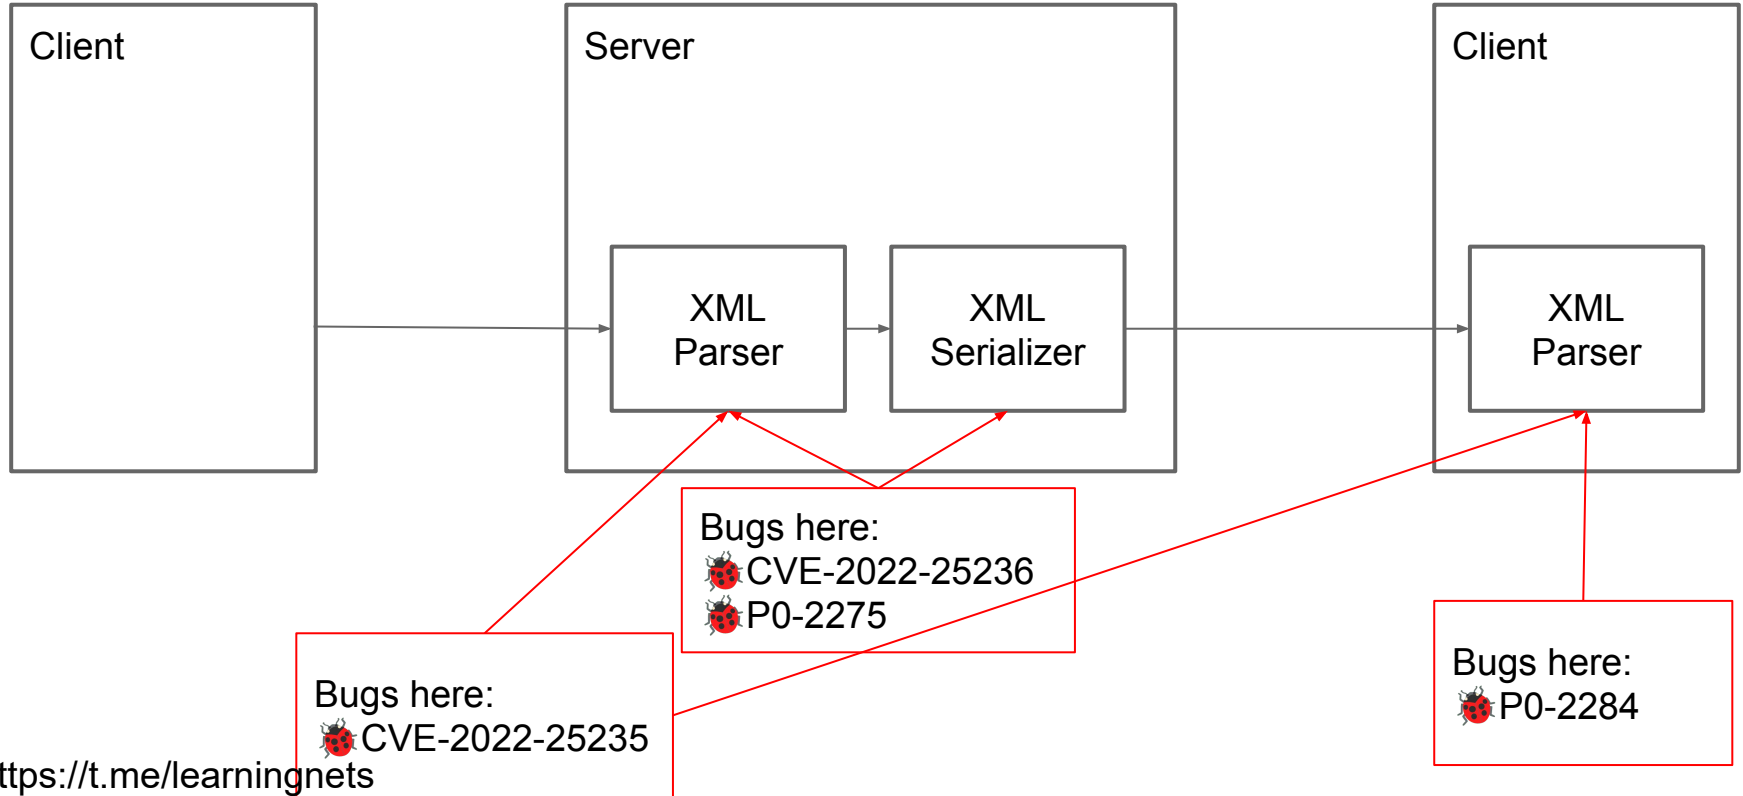 Client
Server
Client
XML
Parser
XML
Serializer
XML
Parser
Bugs here:
🐞CVE-2022-25236
🐞P0-2275
Bugs here:
🐞CVE-2022-25235
Bugs here:
🐞P0-2284
ttps://t.me/learningnets